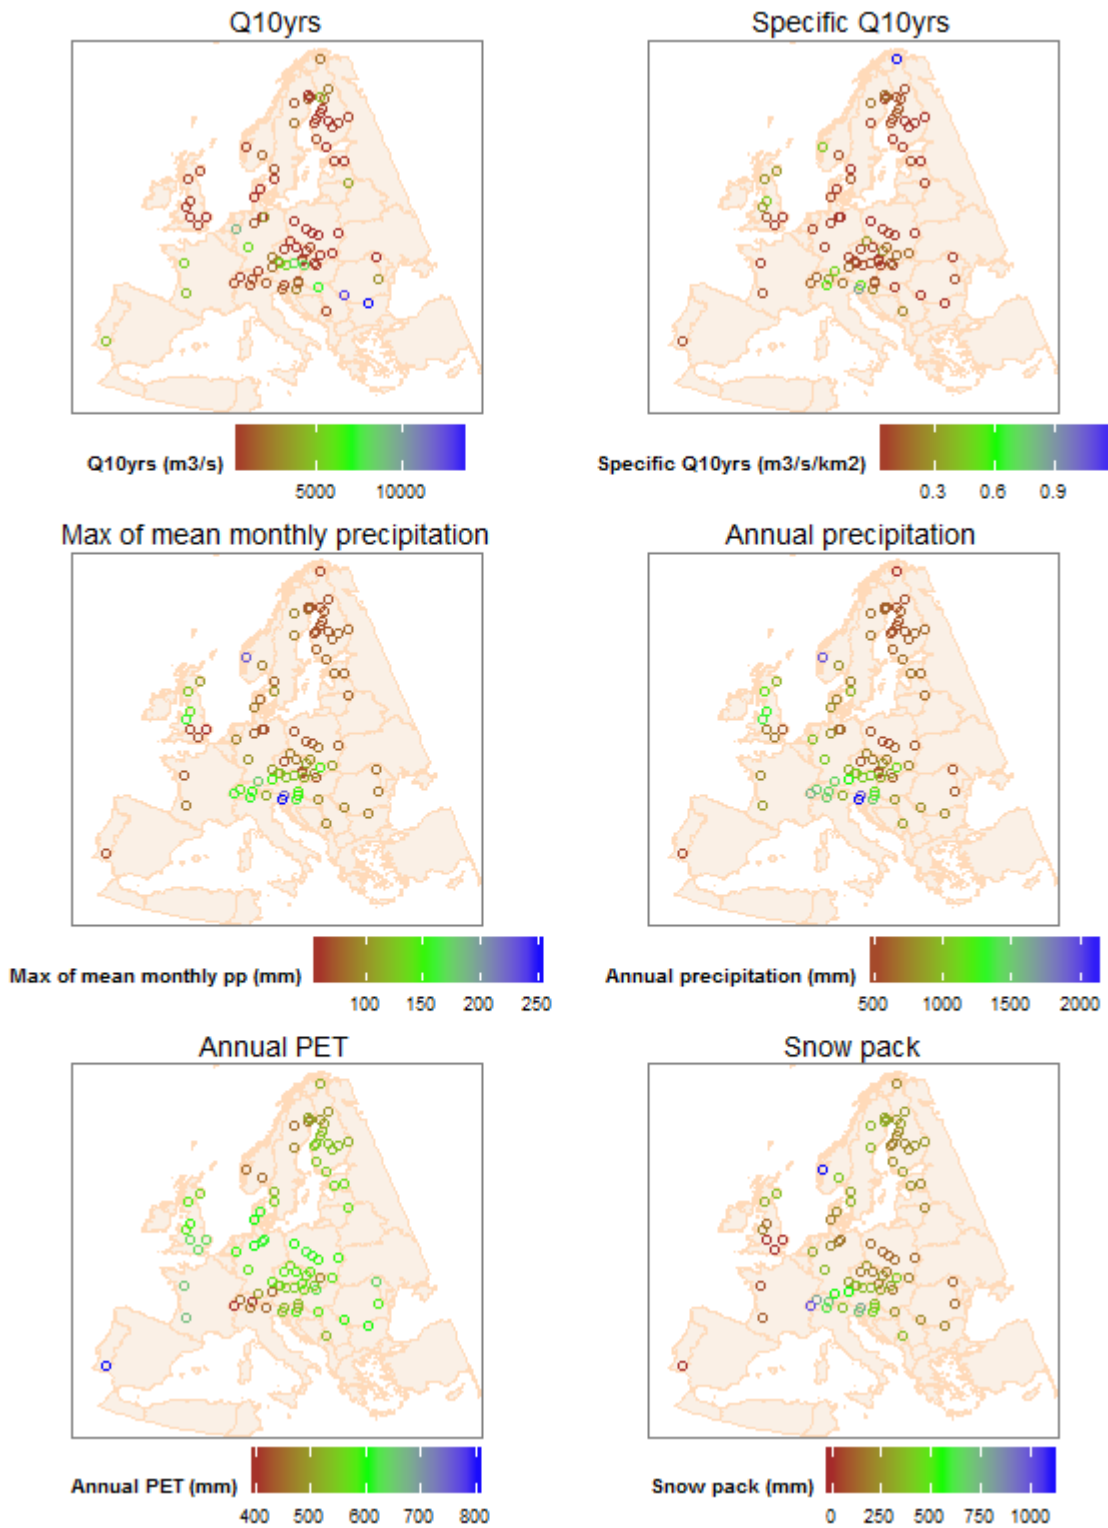 Q10yrs
Specific Q10yrs
Q10yrs (m3/s)
5000 10000
Specific Q10yrs (m3/s/km2)
0.3 0.6 0.9
Max of mean monthly precipitation
Annual precipitation
Max of mean monthly pp (mm)
100 150 200 250
Annual precipitation (mm)
500 1000 1500 2000
Annual PET
Snow pack
Annual PET (mm)
400 500 600 700 800
Snow pack (mm)
0 250 500 750 1000